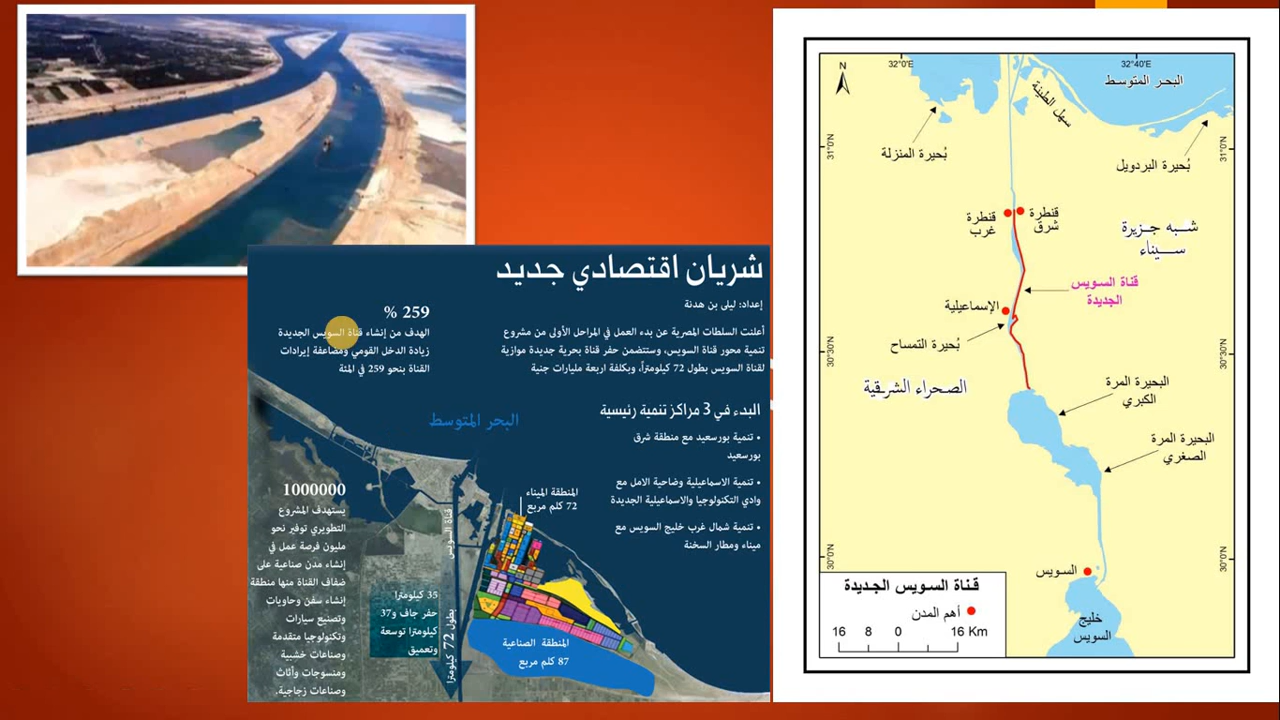 شريان اقتصادي جديد
إعداد: ليلى بن هدنة
أعلنت السلطات المصرية عن بدء العمل في المراحل الأولى من مشروع
تنمية محور قناة السويس، وستتضمن حفر قناة بحرية جديدة موازية
لقناة السويس بطول 72 كيلومتراً، وبكلفة اربعة مليارات جنية
259 %
الهدف من إنشاء قناة السويس الجديدة
زيادة الدخل القومي ومضاعفة إيرادات
القناة بنحو 259 في المئة
البدء في 3 مراكز تنمية رئيسية
• تنمية بورسعيد مع منطقة شرق
بورسعيد
• تنمية الاسماعيلية وضاحية الامل مع
وادي التكنولوجيا والاسماعيلية الجديدة
• تنمية شمال غرب خليج السويس مع
ميناء ومطار السخنة
البحر المتوسط
1000000
يستهدف المشروع
التطويري توفير نحو
مليون فرصة عمل في
إنشاء مدن صناعية على
ضفاف القناة منها منطقة
إنشاء سفن وحاويات
وتصنيع سيارات
وتكنولوجيا متقدمة
وصناعات خشبية
ومنسوجات وأثاث
وصناعات زجاجية.
المنطقة الميناء
72 كلم مربع
قناة السويس
بطول 72 كيلومترا
35 كيلومترا
حفر جاف و37
كيلومترا توسعة
وتعميق
المنطقة الصناعية
87 كلم مربع
N
32°0'E
32°40'E
البحر المتوسط
سهل الطينة
بُحيرة المنزلة
بُحيرة البردويل
31°0'N
31°0'N
قنطرة
غرب
قنطرة
شرق
شبه جزيرة
سيناء
قناة السويس
الجديدة
الإسماعيلية
بُحيرة التمساح
30°30'N
30°30'N
الصحراء الشرقية
البحيرة المرة
الكبري
البحيرة المرة
الصغري
30°0'N
30°0'N
السويس
خليج
السويس
قناة السويس الجديدة
أهم المدن
16 8 0 16 Km